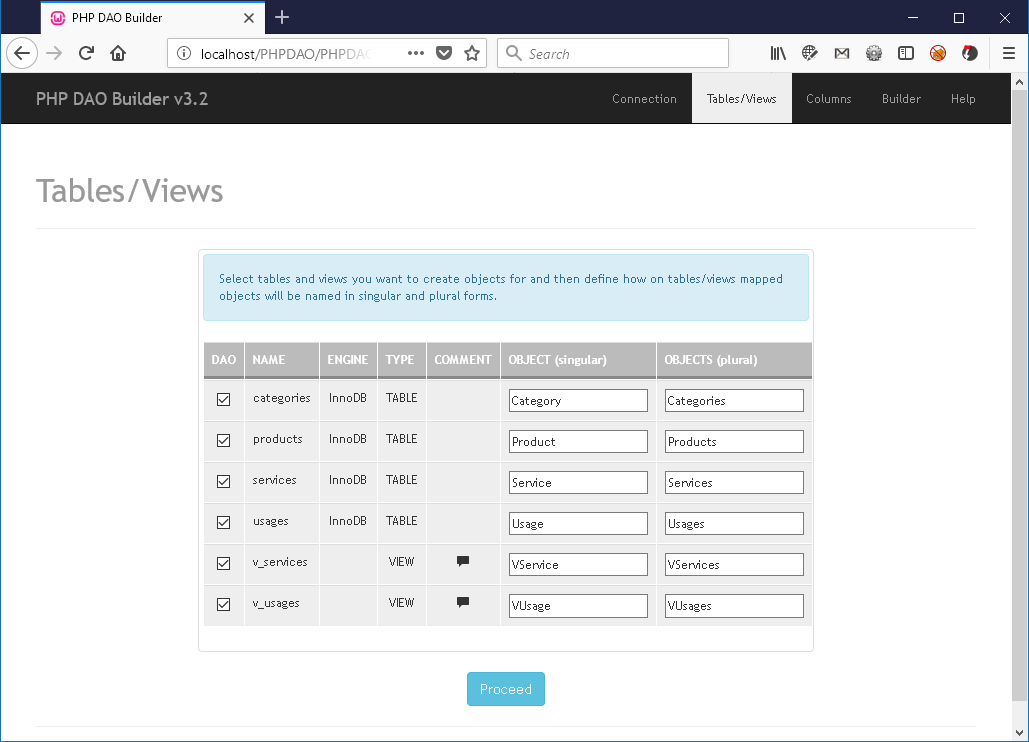 PHP DAO Builder
localhost/PHPDAO/PHPDAO
Search
PHP DAO Builder v3.2
Connection Tables/Views Columns Builder Help
Tables/Views
Select tables and views you want to create objects for and then define how on tables/views mapped
objects will be named in singular and plural forms.
DAO NAME ENGINE TYPE COMMENT OBJECT (singular) OBJECTS (plural)
categories InnoDB TABLE Category Categories
products InnoDB TABLE Product Products
services InnoDB TABLE Service Services
usages InnoDB TABLE Usage Usages
v_services VIEW VService VServices
v_usages VIEW VUsage VUsages
Proceed